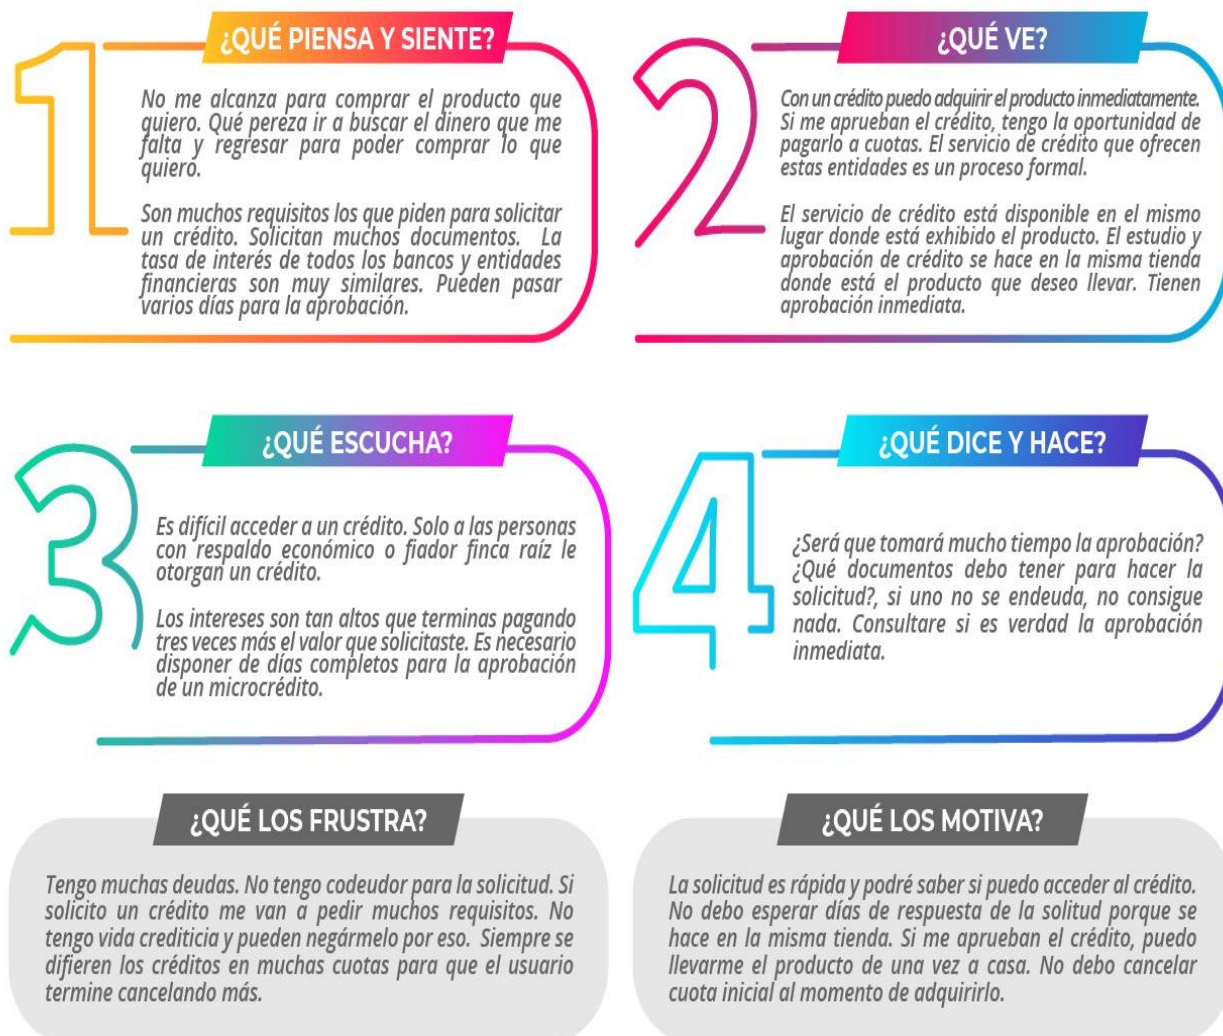 1
¿QUÉ PIENSA Y SIENTE?
No me alcanza para comprar el producto que
quiero. Qué pereza ir a buscar el dinero que me
falta y regresar para poder comprar lo que
quiero.
Son muchos requisitos los que piden para solicitar
un crédito. Solicitan muchos documentos. La
tasa de interés de todos los bancos y entidades
financieras son muy similares. Pueden pasar
varios días para la aprobación.
2
¿QUÉ VE?
Con un crédito puedo adquirir el producto inmediatamente.
Si me aprueban el crédito, tengo la oportunidad de
pagarlo a cuotas. El servicio de crédito que ofrecen
estas entidades es un proceso formal.
El servicio de crédito está disponible en el mismo
lugar donde está exhibido el producto. El estudio y
aprobación de crédito se hace en la misma tienda
donde está el producto que deseo llevar. Tienen
aprobación inmediata.
3
¿QUÉ ESCUCHA?
Es difícil acceder a un crédito. Solo a las personas
con respaldo económico o fiador finca raíz le
otorgan un crédito.
Los intereses son tan altos que terminas pagando
tres veces más el valor que solicitaste. Es necesario
disponer de días completos para la aprobación
de un microcrédito.
4
¿QUÉ DICE Y HACE?
¿Será que tomará mucho tiempo la aprobación?
¿Qué documentos debo tener para hacer la
solicitud?, si uno no se endeuda, no consigue
nada. Consultare si es verdad la aprobación
inmediata.
¿QUÉ LOS FRUSTRA?
Tengo muchas deudas. No tengo codeudor para la solicitud. Si
solicito un crédito me van a pedir muchos requisitos. No
tengo vida crediticia y pueden negármelo por eso. Siempre se
difieren los créditos en muchas cuotas para que el usuario
termine cancelando más.
¿QUÉ LOS MOTIVA?
La solicitud es rápida y podré saber si puedo acceder al crédito.
No debo esperar días de respuesta de la solitud porque se
hace en la misma tienda. Si me aprueban el crédito, puedo
llevarme el producto de una vez a casa. No debo cancelar
cuota inicial al momento de adquirirlo.